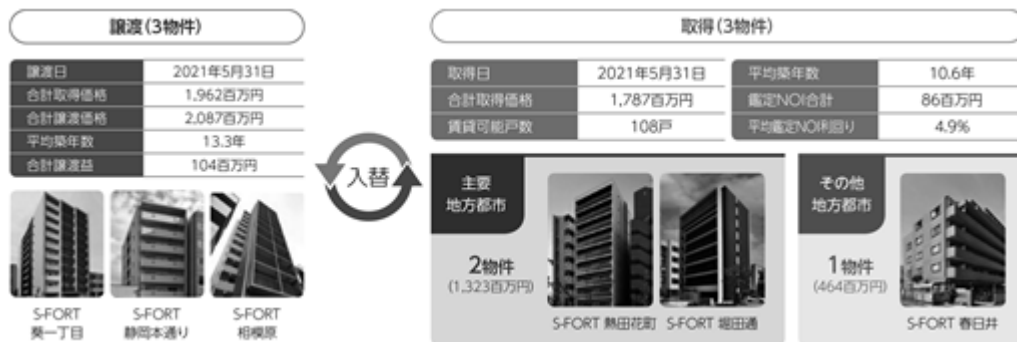 譲渡(3物件)
譲渡日 2021年5月31日
合計取得価格 1,962百万円
合計譲渡価格 2,087百万円
平均築年数 13.3年
合計譲渡益 104百万円
S-FORT 葵一丁目
S-FORT 静岡本通り
S-FORT 相模原
入替
取得(3物件)
取得日 2021年5月31日
合計取得価格 1,787百万円
賃貸可能戸数 108戸
平均築年数 10.6年
鑑定NOI合計 86百万円
平均鑑定NOI利回り 4.9%
主要
地方都市
2物件
(1,323百万円)
S-FORT 熱田花町
S-FORT 堀田通
その他
地方都市
1物件
(464百万円)
S-FORT 春日井